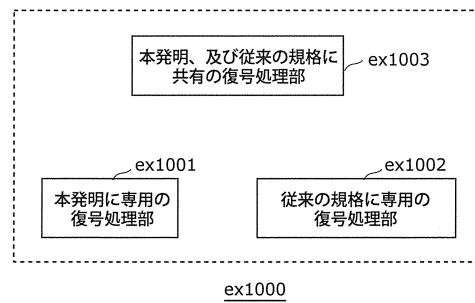 本発明、及び従来の規格に
共有の復号処理部
ex1003
ex1001
本発明に専用の
復号処理部
ex1002
従来の規格に専用の
復号処理部
ex1000